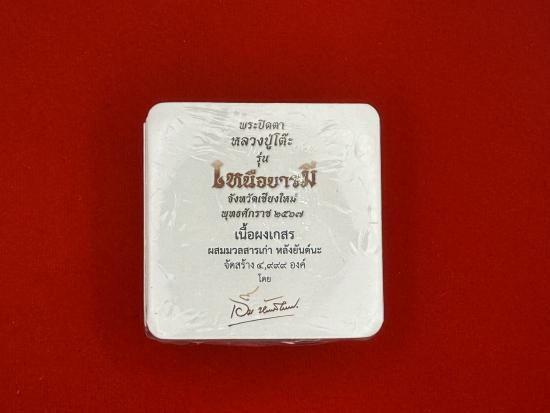 พระปิดตา
หลวงปู่โต๊ะ
รุ่น
เหนือบารมี
จังหวัดเชียงใหม่
พุทธศักราช ๒๕๖๗
เนื้อผงเกสร
ผสมมวลสารเก่า หลังยันต์นะ
จัดสร้าง ๔,๙๙๙ องค์
โดย